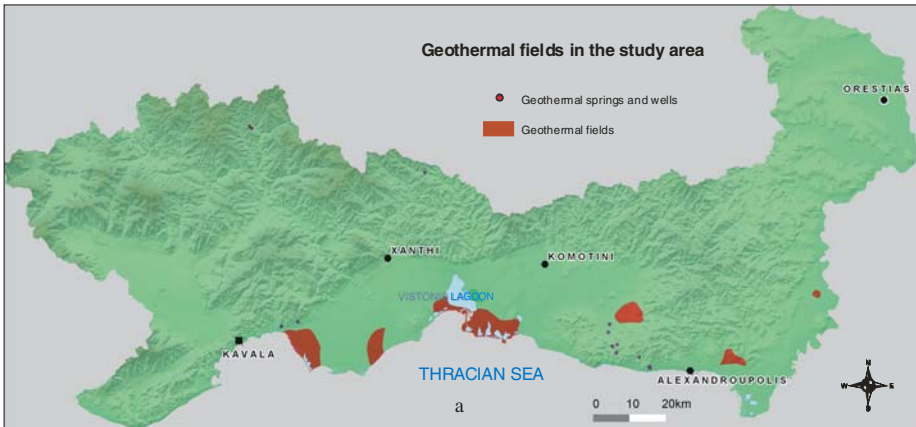 Geothermal fields in the study area
Geothermal springs and wells
Geothermal fields
ORESTIAS
XANTHI
KOMOTINI
VISTONIS LAGOON
KAVALA
THRACIAN SEA
ALEXANDROUPOLIS
a
0 10 20km
N
W E
S